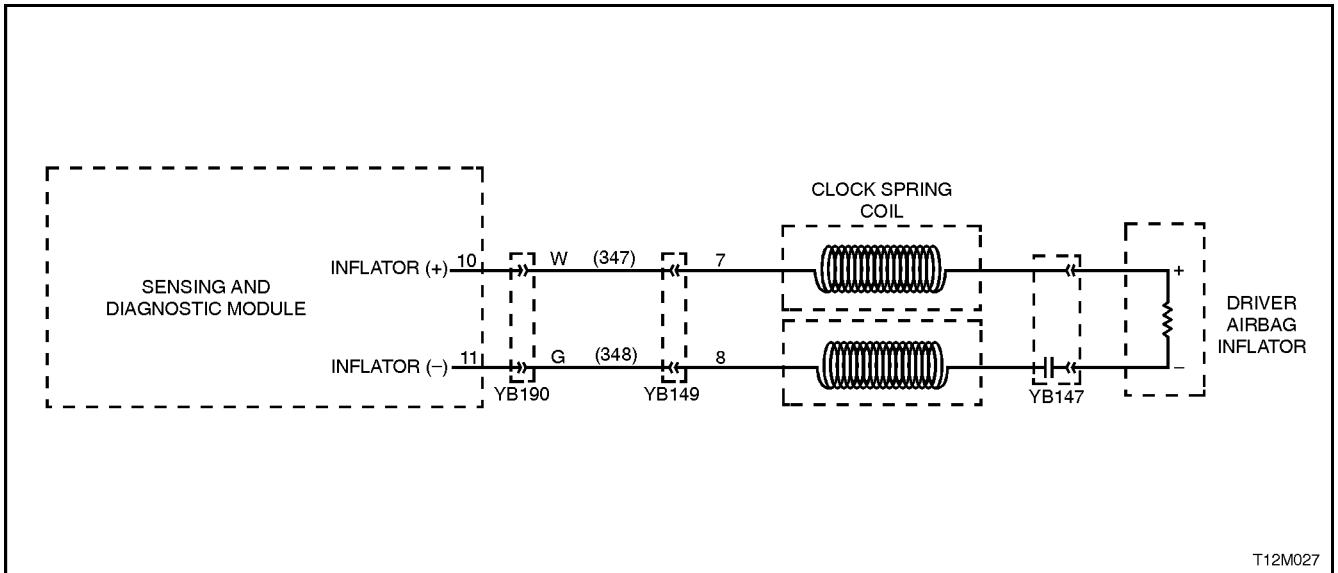 CLOCK SPRING
COIL
SENSING AND
DIAGNOSTIC MODULE
INFLATOR (+)
10
W
(347)
7
+
DRIVER
AIRBAG
INFLATOR
INFLATOR (−)
11
G
(348)
8
−
YB190
YB149
YB147
T12M027